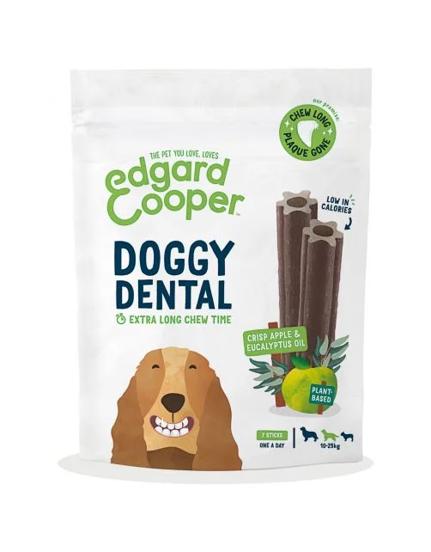 our promise:
CHEW LONG
PLAQUE GONE
THE PET YOU LOVE, LOVES
edgard
Cooper™
LOW IN
CALORIES
DOGGY
DENTAL
EXTRA LONG CHEW TIME
CRISP APPLE &
EUCALYPTUS OIL
PLANT-
BASED
7 STICKS
ONE A DAY
10-25kg